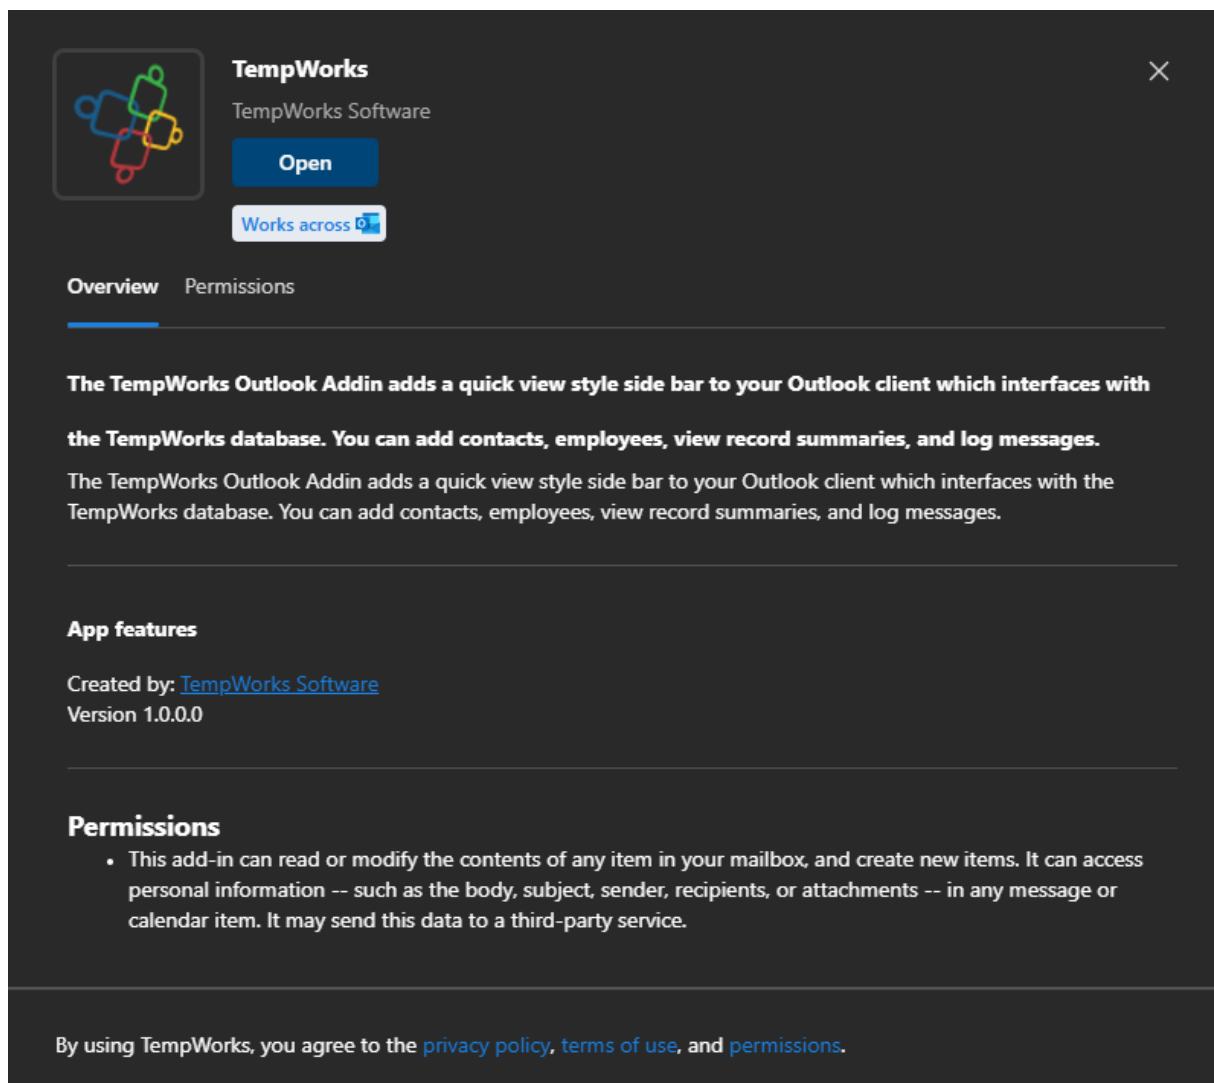 TempWorks
TempWorks Software
Open
Works across
Overview Permissions
The TempWorks Outlook Addin adds a quick view style side bar to your Outlook client which interfaces with
the TempWorks database. You can add contacts, employees, view record summaries, and log messages.
The TempWorks Outlook Addin adds a quick view style side bar to your Outlook client which interfaces with the
TempWorks database. You can add contacts, employees, view record summaries, and log messages.
App features
Created by: TempWorks Software
Version 1.0.0.0
Permissions
• This add-in can read or modify the contents of any item in your mailbox, and create new items. It can access
personal information -- such as the body, subject, sender, recipients, or attachments -- in any message or
calendar item. It may send this data to a third-party service.
By using TempWorks, you agree to the privacy policy, terms of use, and permissions.